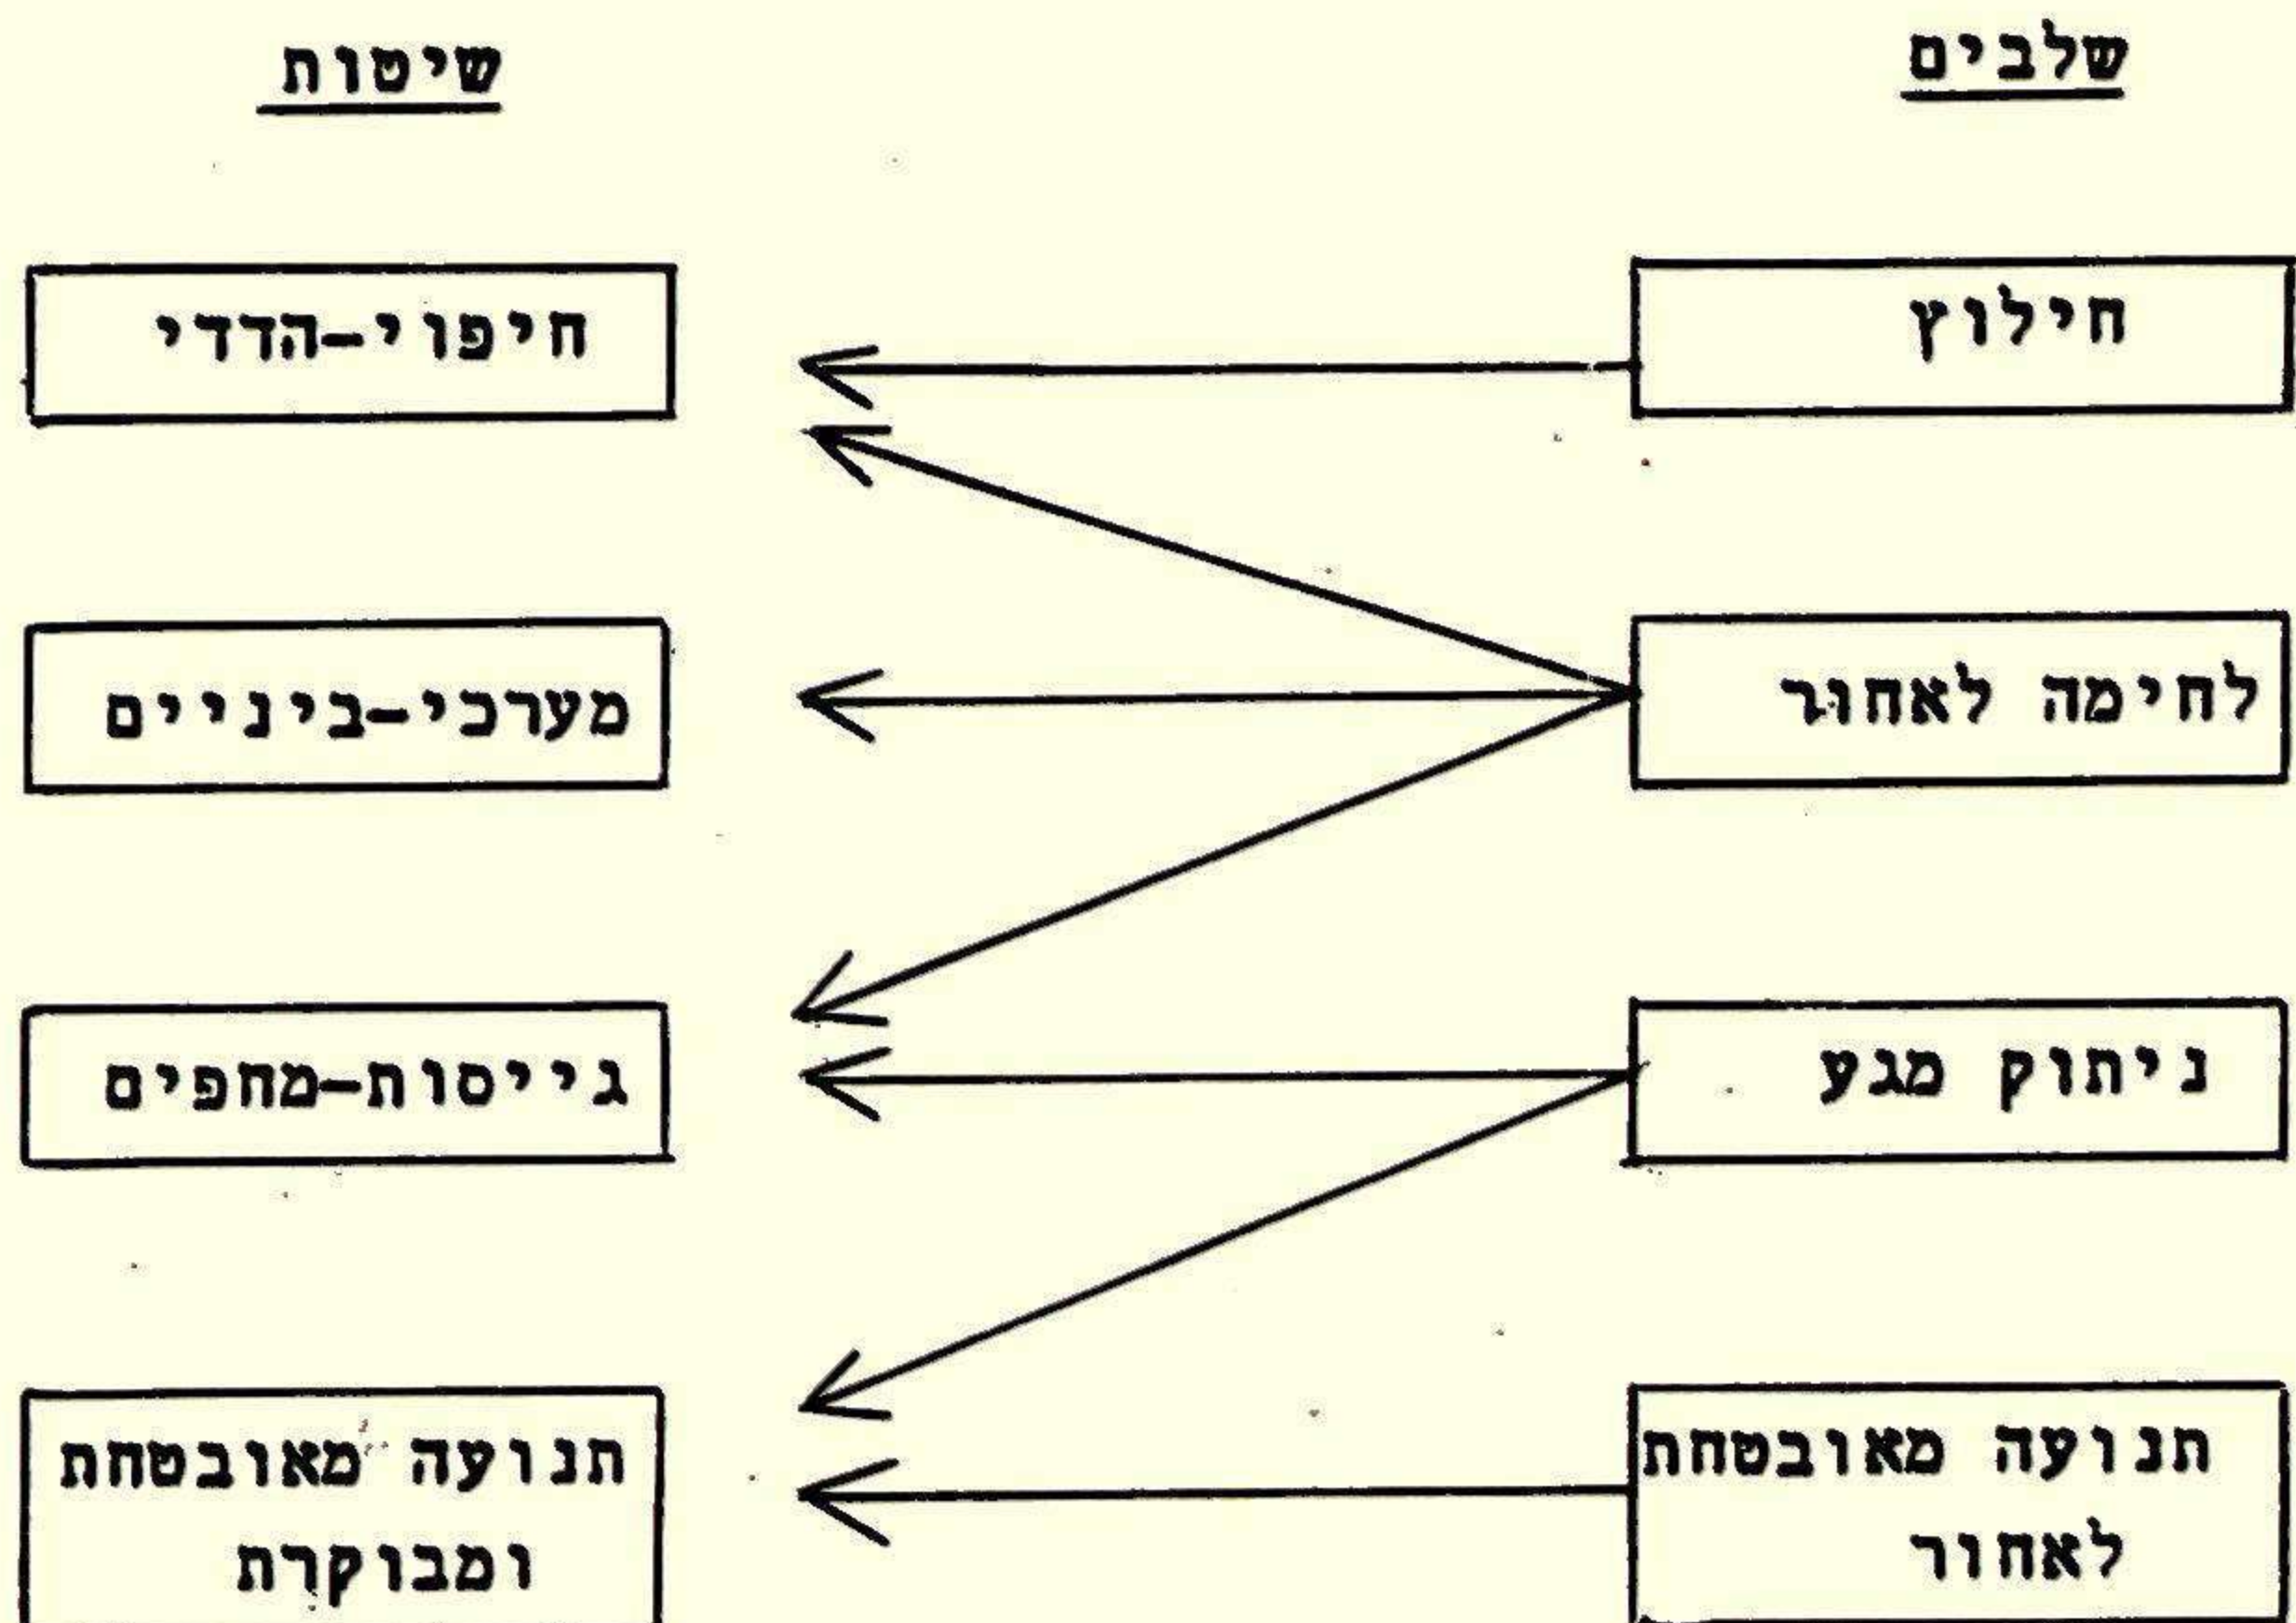 שלבים
שיטות
חילוץ
חיפוי-הדדי
לחימה לאחור
מערכי-ביניים
ניתוק מגע
גייסות-מחפים
תנועה מאובטחת
לאחור
תנועה מאובטחת
ומבוקרת